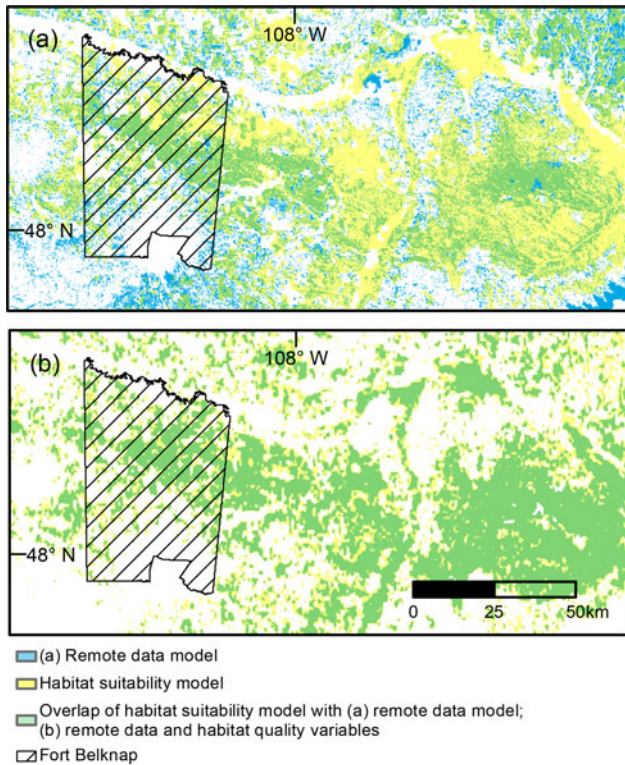 (a)
108° W
48° N
(b)
108° W
48° N
0 25 50km
(a) Remote data model
Habitat suitability model
Overlap of habitat suitability model with (a) remote data model;
(b) remote data and habitat quality variables
Fort Belknap